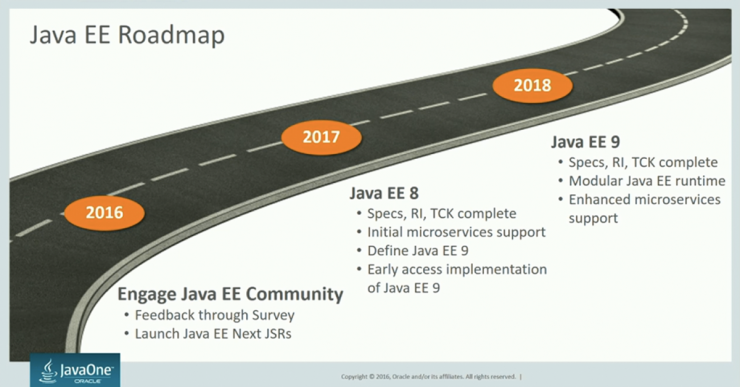 Java EE Roadmap
2018
2017
2016
Java EE 9
• Specs, RI, TCK complete
• Modular Java EE runtime
• Enhanced microservices
support
Java EE 8
• Specs, RI, TCK complete
• Initial microservices support
• Define Java EE 9
• Early access implementation
of Java EE 9
Engage Java EE Community
• Feedback through Survey
• Launch Java EE Next JSRs
JavaOne™
ORACLE
Copyright © 2016, Oracle and/or its affiliates. All rights reserved. |